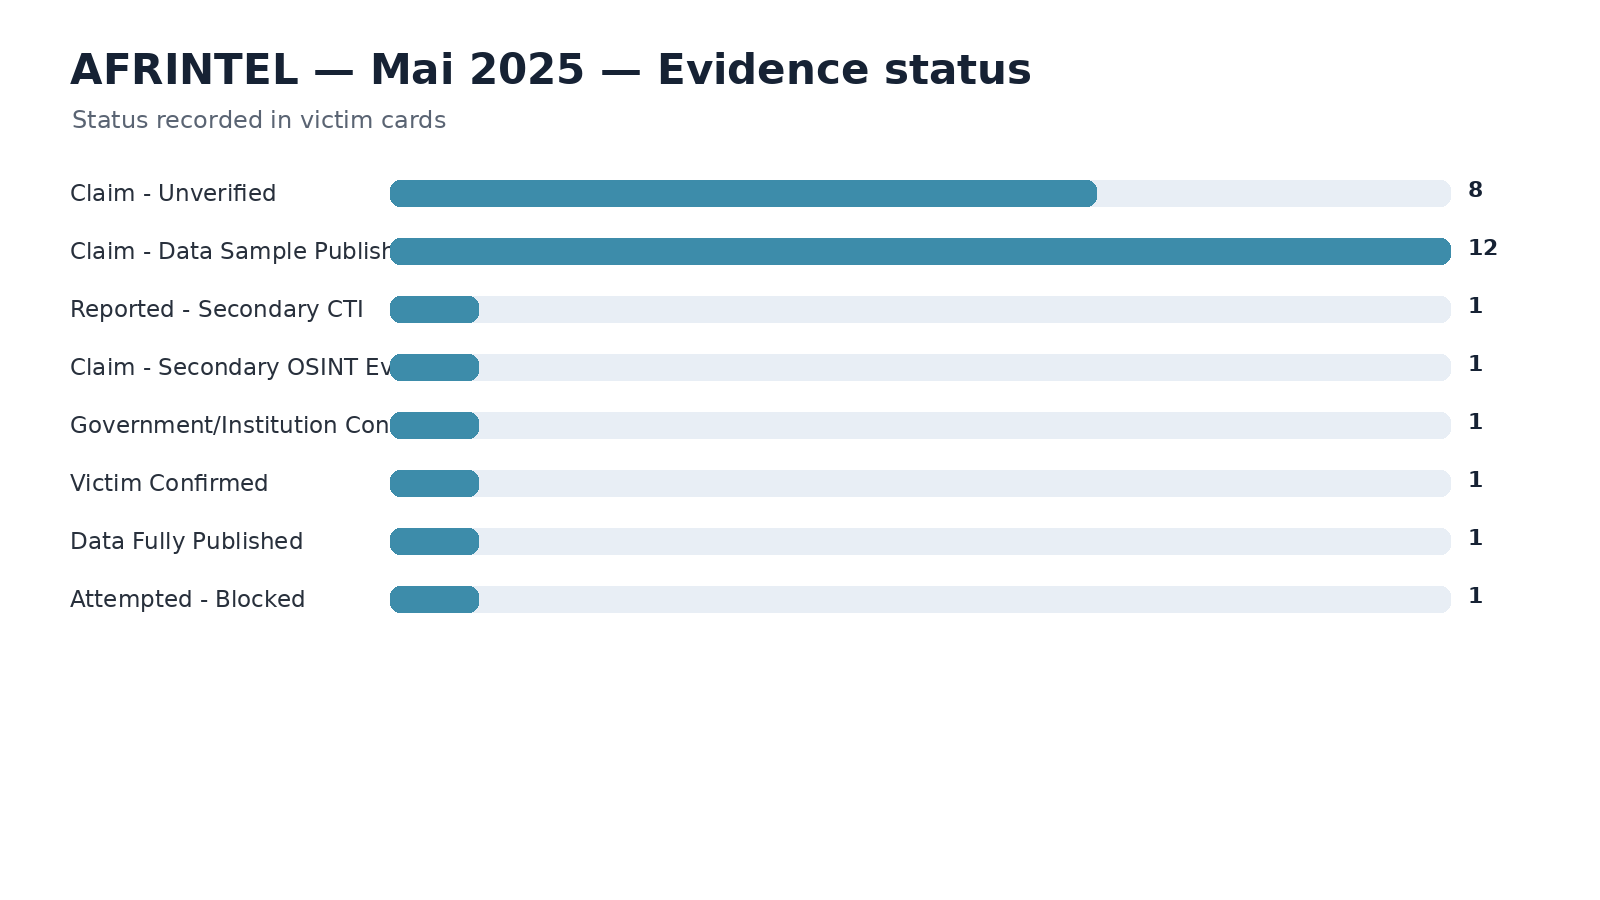 AFRINTEL — Mai 2025 — Evidence status
Status recorded in victim cards
Claim - Unverified 8
Claim - Data Sample Publish 12
Reported - Secondary CTI 1
Claim - Secondary OSINT Ev 1
Government/Institution Con 1
Victim Confirmed 1
Data Fully Published 1
Attempted - Blocked 1